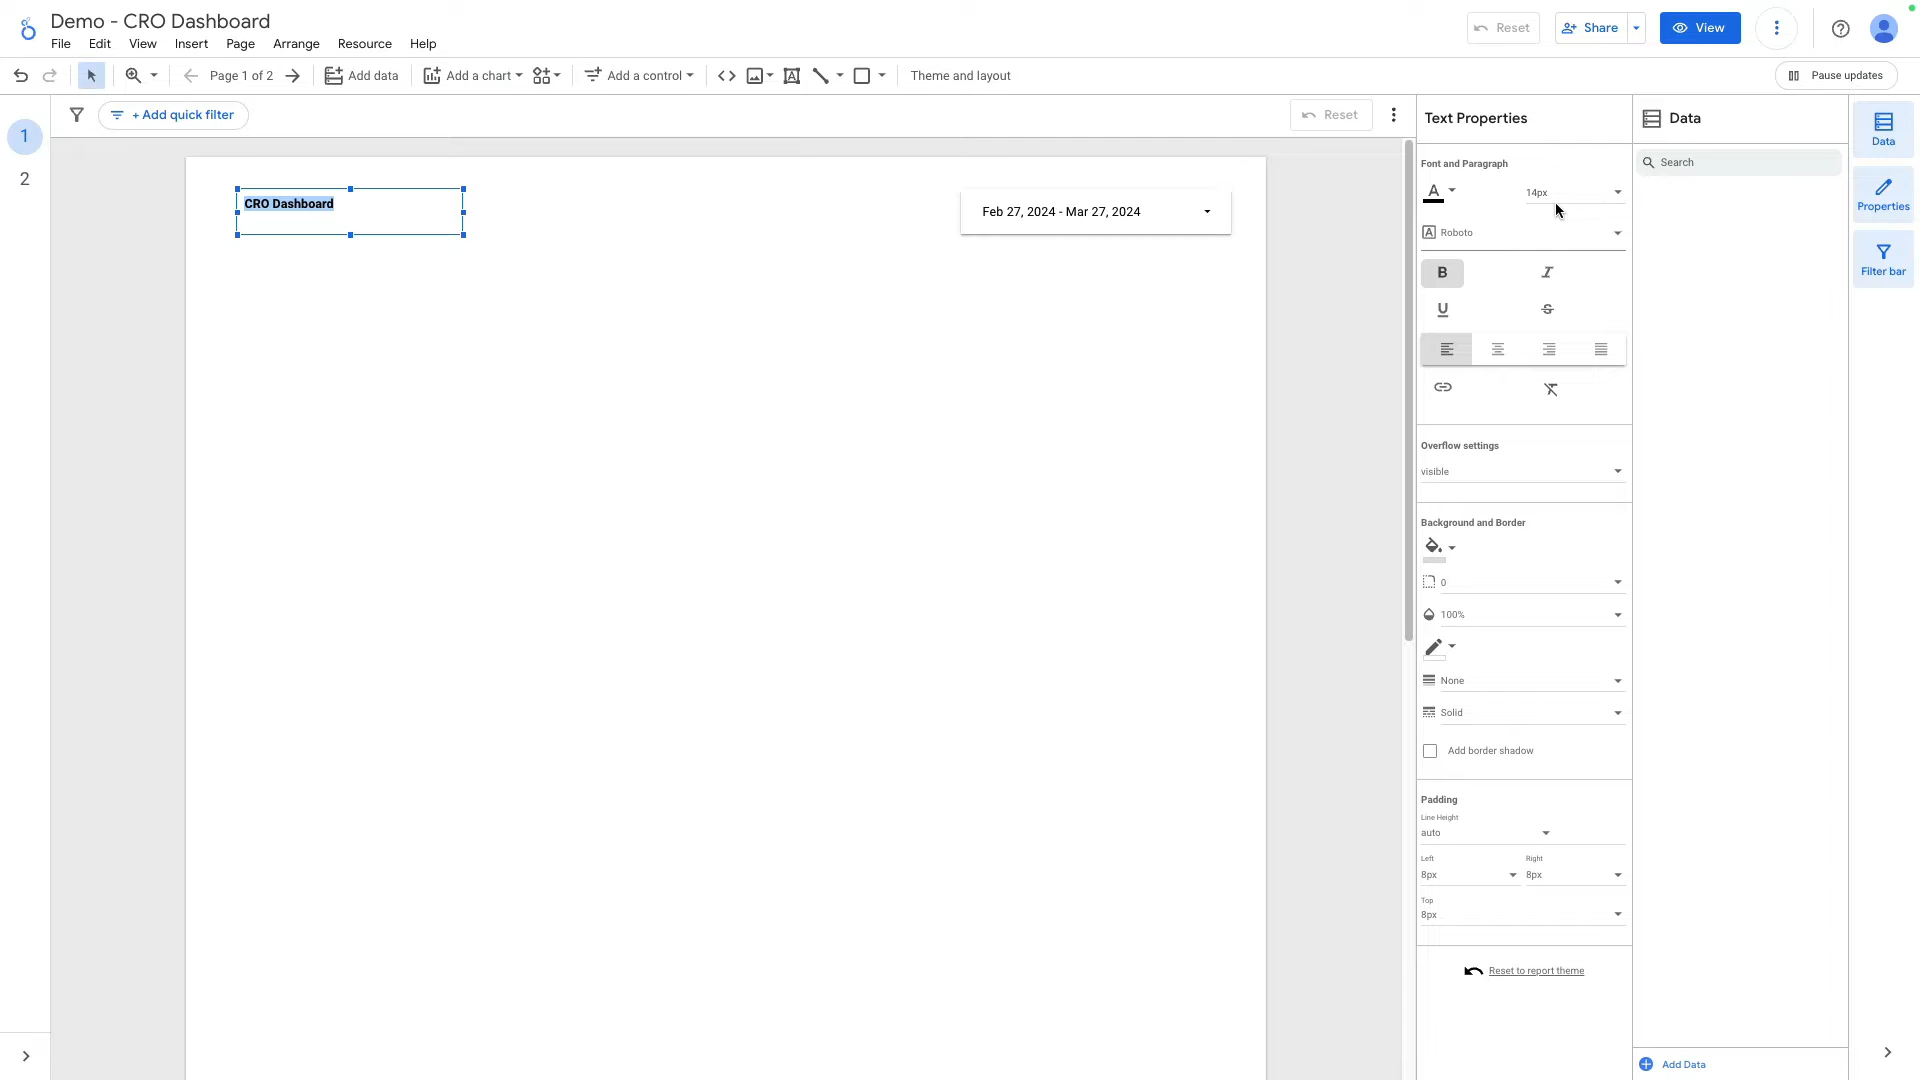 Demo - CRO Dashboard
File Edit View Insert Page Arrange Resource Help
Reset
Share
View
Page 1 of 2
Add data
Add a chart
Add a control
Theme and layout
Pause updates
1
2
+ Add quick filter
Reset
CRO Dashboard
Feb 27, 2024 - Mar 27, 2024
Text Properties
Font and Paragraph
A
14px
A Roboto
B I
U S
Overflow settings
visible
Background and Border
0
100%
None
Solid
Add border shadow
Padding
Line Height
auto
Left Right
8px 8px
Top
8px
Reset to report theme
Data
Search
Add Data
Data
Properties
Filter bar